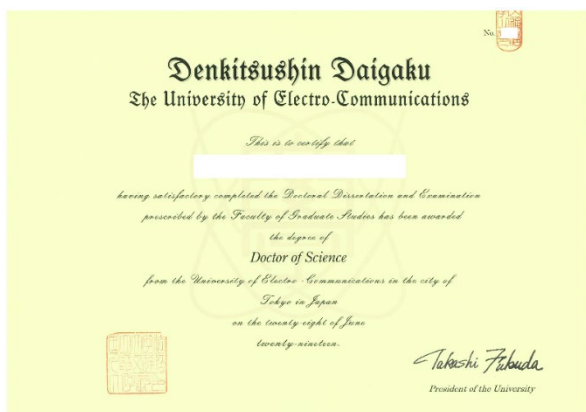 No.
Denkitsushin Daigaku
The University of Electro-Communications
This is to certify that
having satisfactory completed the Doctoral Dissertation and Examination
prescribed by the Faculty of Graduate Studies has been awarded
the degree of
Doctor of Science
from the University of Electro-Communications in the city of
Tokyo in Japan
on the twenty eight of June
twenty-nineteen.
Takashi Fukuda
President of the University